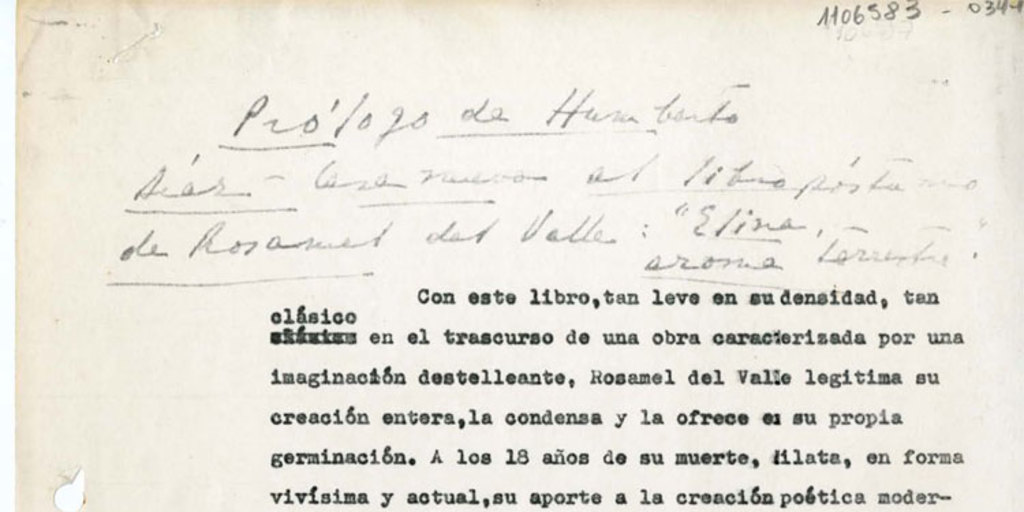 1106583 - 034-1
Prólogo de Humberto
Díaz-Casanueva al libro póstumo
de Rosamel del Valle: "Elina,
aroma terrestre".
Con este libro,tan leve en su densidad, tan
clásico
en el trascurso de una obra caracterizada por una
imaginación destelleante, Rosamel del Valle legitima su
creación entera,la condensa y la ofrece en su propia
germinación. A los 18 años de su muerte, dilata, en forma
vivísima y actual,su aporte a la creación poética moder-